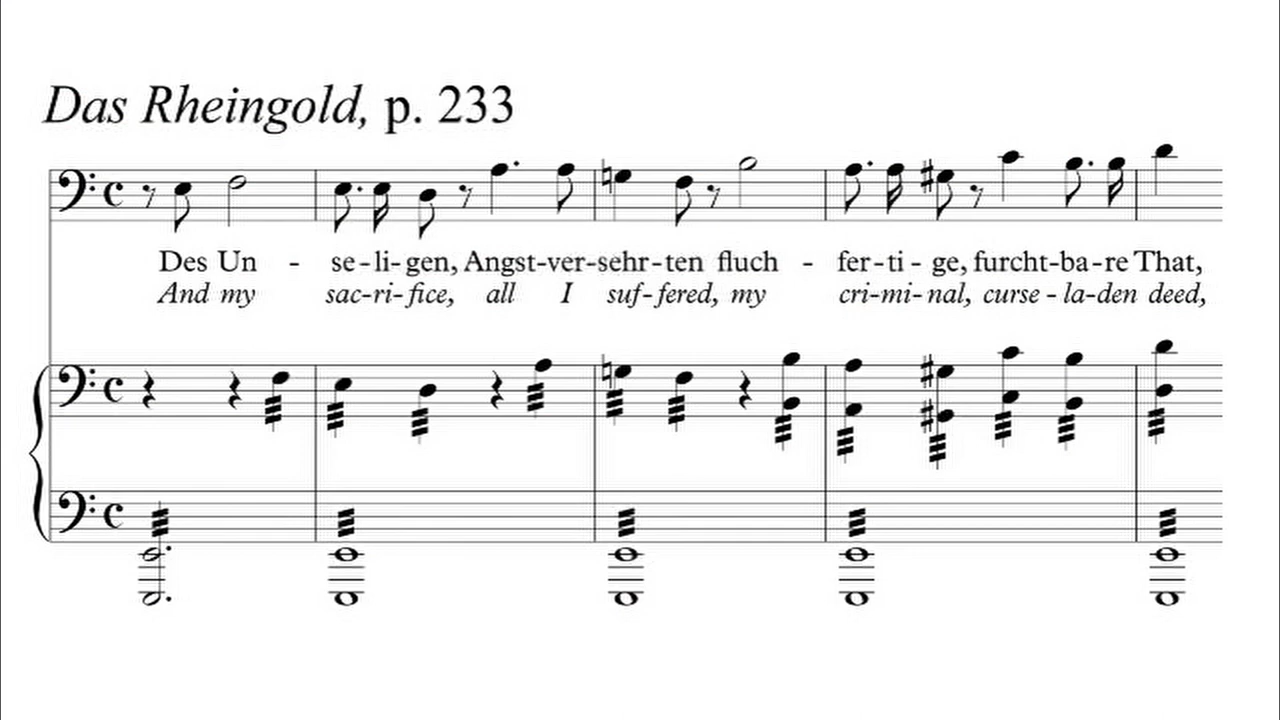 Das Rheingold, p. 233
Des Un - se-li-gen, Angst-ver-sehr-ten fluch - fer-ti-ge, furcht-ba-re That,
And my sac-ri-fice, all I suf-fered, my cri-mi-nal, curse-la-den deed,